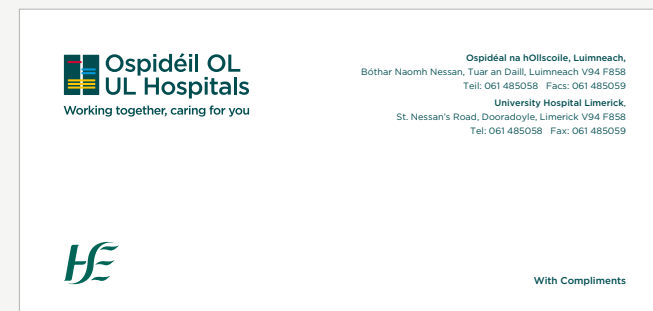 Ospidéil OL
UL Hospitals
Working together, caring for you
Ospidéal na hOllscoile, Luimneach,
Bóthar Naomh Nessan, Tuar an Daill, Luimneach V94 F858
Teil: 061 485058 Facs: 061 485059
University Hospital Limerick,
St. Nessan's Road, Dooradoyle, Limerick V94 F858
Tel: 061 485058 Fax: 061 485059
HE
With Compliments